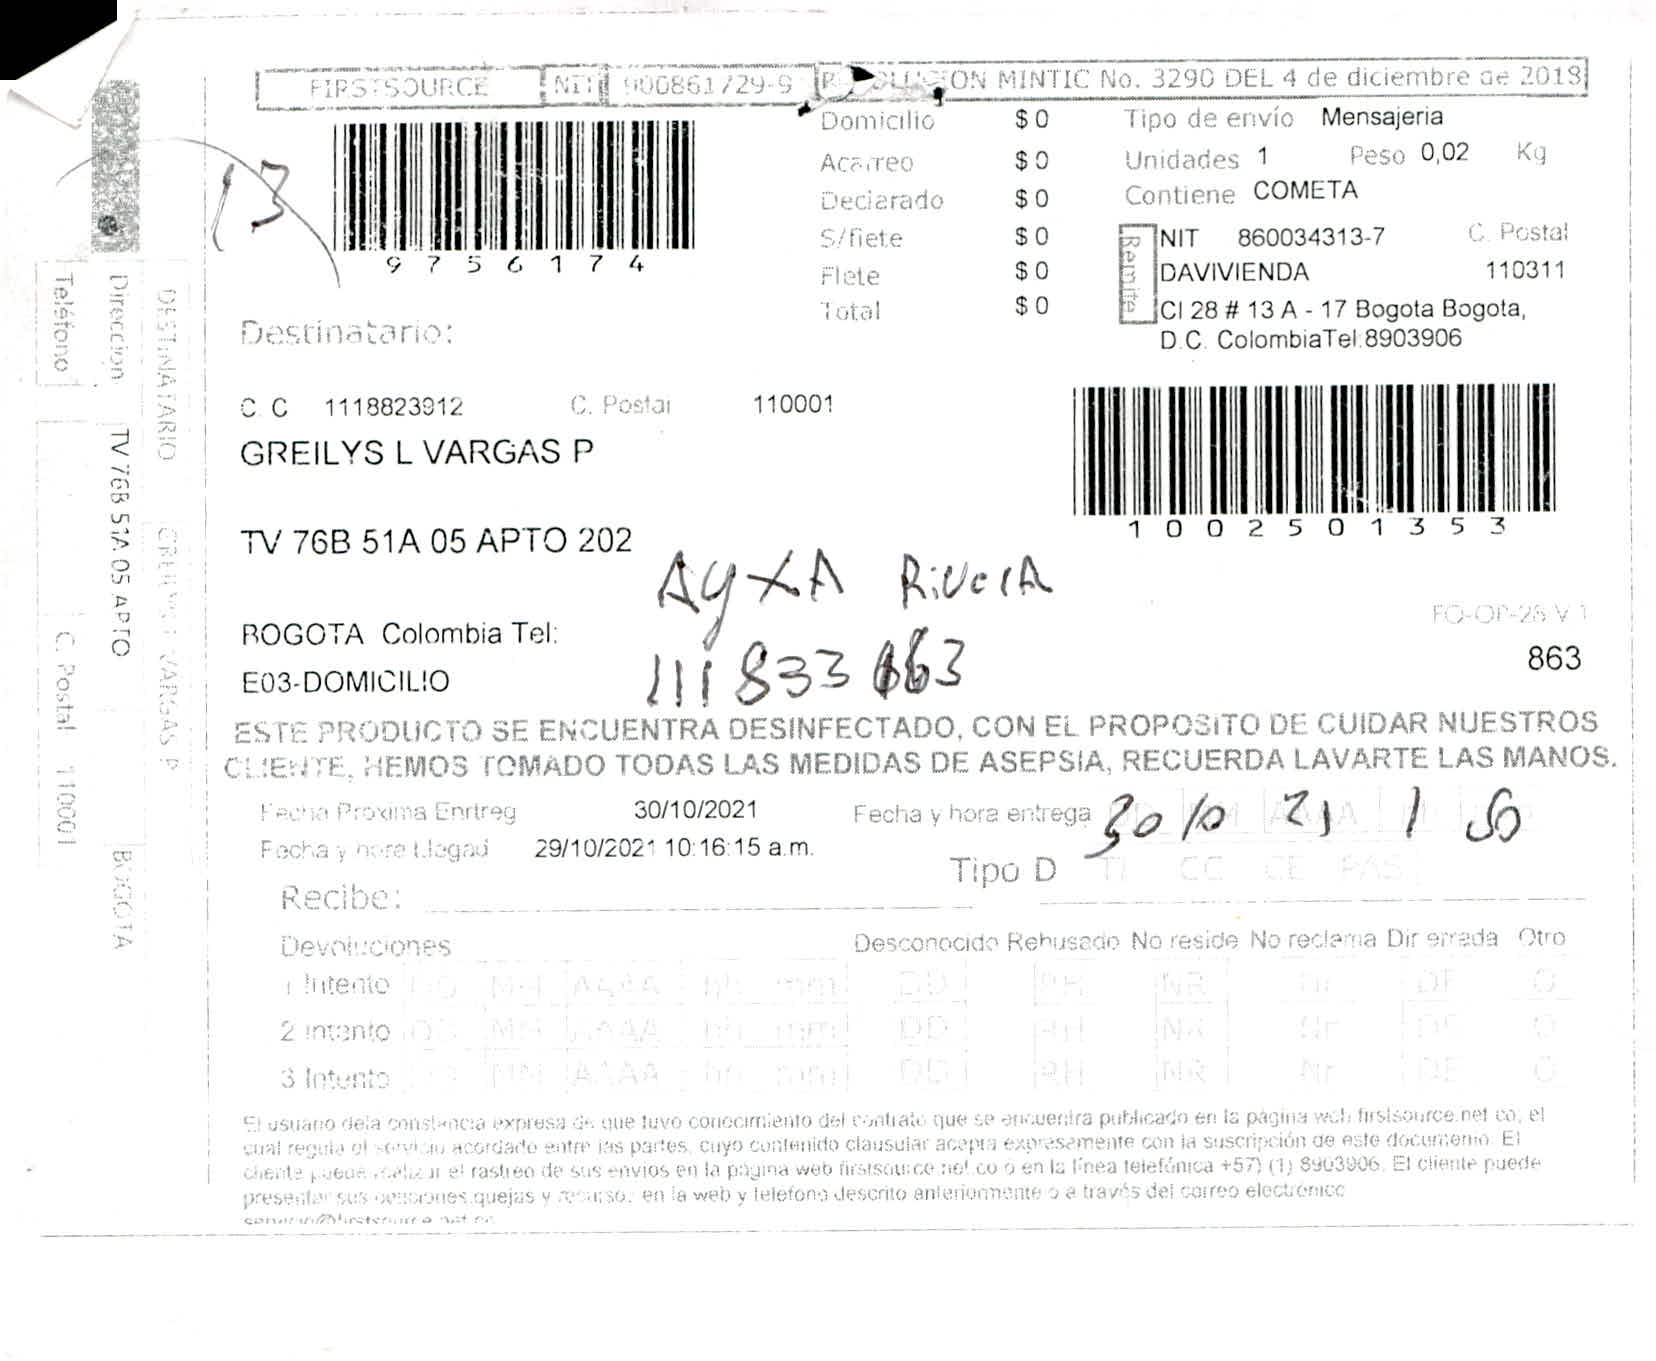 FIRSTSOURCE NIT 900861729-9 RESOLUCION MINTIC No. 3290 DEL 4 de diciembre de 2018
13
9756174
Domicilio $ 0
Acarreo $ 0
Declarado $ 0
S/flete $ 0
Flete $ 0
Total $ 0
Tipo de envío Mensajeria
Unidades 1 Peso 0,02 Kg
Contiene COMETA
Remite
NIT 860034313-7 C. Postal
DAVIVIENDA 110311
Cl 28 # 13 A - 17 Bogota Bogota,
D.C. ColombiaTel:8903906
Destinatario:
C. C 1118823912 C. Postal 110001
GREILYS L VARGAS P
1002501353
TV 76B 51A 05 APTO 202
AyxA RiverA
BOGOTA Colombia Tel:
FO-OP-26 V 1
E03-DOMICILIO
863
ESTE PRODUCTO SE ENCUENTRA DESINFECTADO, CON EL PROPOSITO DE CUIDAR NUESTROS
CLIENTE, HEMOS TOMADO TODAS LAS MEDIDAS DE ASEPSIA, RECUERDA LAVARTE LAS MANOS.
Fecha Proxima Enrtreg 30/10/2021 Fecha y hora entrega 30 10 21 1 50
Fecha y hora Llegad 29/10/2021 10:16:15 a.m.
Tipo D TI CC CE PAS
Recibe:
Devoluciones Desconocido Rehusado No reside No reclama Dir errada Otro
1 Intento DD MM AAAA hh mm DD RH NR Nr DE O
2 Intento DD MM AAAA hh mm DD RH NR Nr DE O
3 Intento DD MM AAAA hh mm DD RH NR Nr DE O
El usuario deja constancia expresa de que tuvo conocimiento del contrato que se encuentra publicado en la página web firstsource.net.co, el
cual regula el servicio acordado entre las partes, cuyo contenido clausular acepta expresamente con la suscripción de este documento. El
cliente puede realizar el rastreo de sus envios en la página web firstsource.net.co o en la línea telefónica +57) (1) 8903906. El cliente puede
presentar sus peticiones,quejas y recursos en la web y telefono descrito anteriormente o a través del correo electrónico
servicio@firstsource.net.co
DESTINATARIO GREILYS L VARGAS P
Direccion TV 76B 51A 05 APTO BOGOTA
Teléfono C. Postal 110001